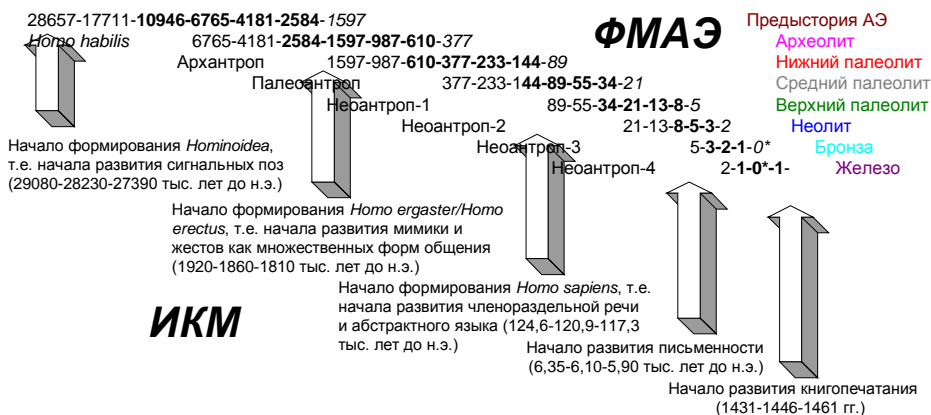 28657-17711-10946-6765-4181-2584-1597
ФМАЭ
Предыстория АЭ
Homo habilis
6765-4181-2584-1597-987-610-377
Археолит
Архантроп
1597-987-610-377-233-144-89
Нижний палеолит
Палеоантроп
377-233-144-89-55-34-21
Средний палеолит
Неоантроп-1
89-55-34-21-13-8-5
Верхний палеолит
Неоантроп-2
21-13-8-5-3-2
Неолит
Неоантроп-3
5-3-2-1-0*
Бронза
Неоантроп-4
2-1-0*-1-
Железо
Начало формирования Hominoidea,
т.е. начала развития сигнальных поз
(29080-28230-27390 тыс. лет до н.э.)
Начало формирования Homo ergaster/Homo
erectus, т.е. начала развития мимики и
жестов как множественных форм общения
(1920-1860-1810 тыс. лет до н.э.)
ИКМ
Начало формирования Homo sapiens, т.е.
начала развития членораздельной речи
и абстрактного языка (124,6-120,9-117,3
тыс. лет до н.э.)
Начало развития письменности
(6,35-6,10-5,90 тыс. лет до н.э.)
Начало развития книгопечатания
(1431-1446-1461 гг.)